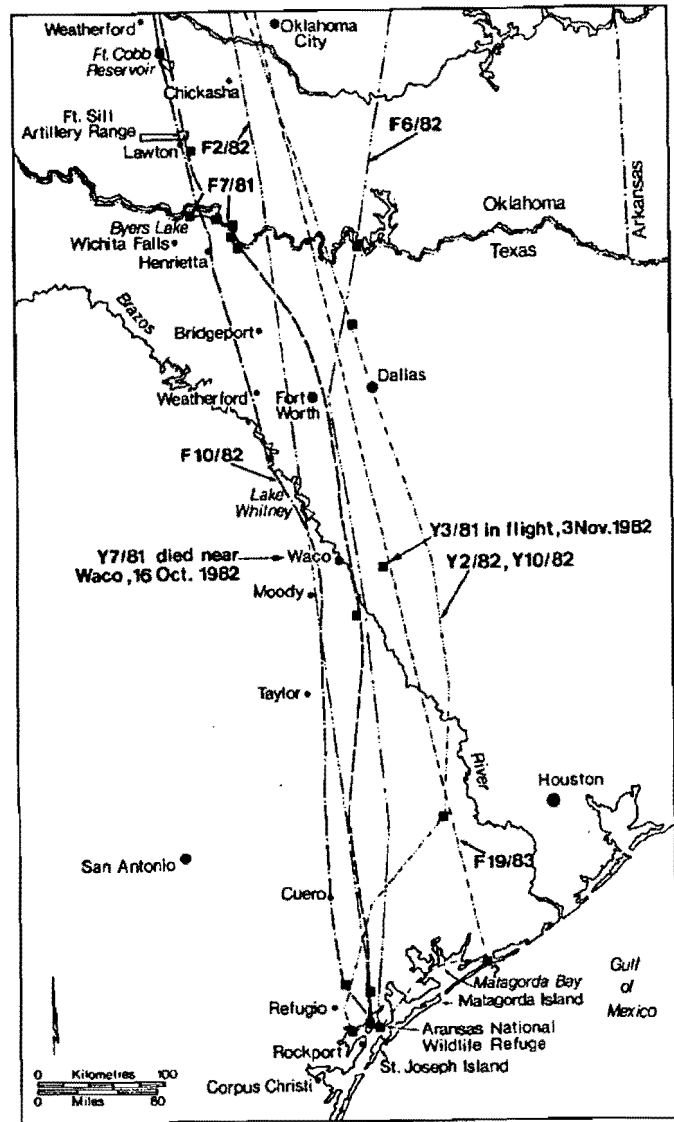 Weatherford
Oklahoma
City
Ft. Cobb
Reservoir
Chickasha
Ft. Sill
Artillery Range
Lawton
F2/82
F6/82
F7/81
Arkansas
Oklahoma
Texas
Byers Lake
Wichita Falls
Henrietta
Brazos
Bridgeport
Weatherford
Fort
Worth
Dallas
F10/82
Lake
Whitney
Y3/81 in flight, 3 Nov. 1982
Y7/81 died near
Waco, 16 Oct. 1982
Waco
Y2/82, Y10/82
Moody
Taylor
River
Houston
San Antonio
F19/83
Cuero
Matagorda Bay
Matagorda Island
Gulf
of
Mexico
Refugio
Aransas National
Wildlife Refuge
Rockport
St. Joseph Island
Corpus Christi
0 Kilometres 100
0 Miles 60